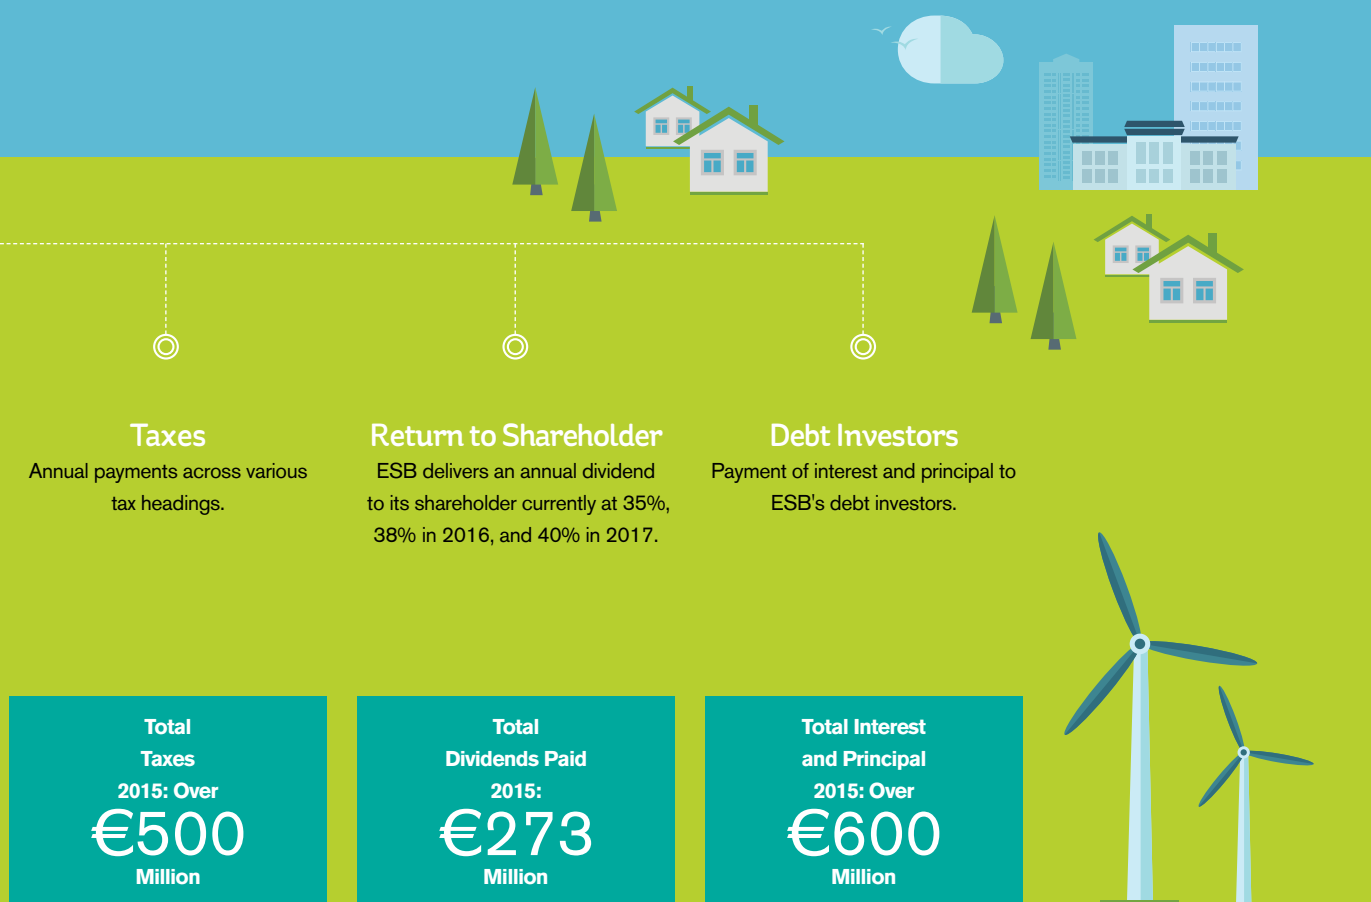 Taxes
Annual payments across various
tax headings.
Return to Shareholder
ESB delivers an annual dividend
to its shareholder currently at 35%,
38% in 2016, and 40% in 2017.
Debt Investors
Payment of interest and principal to
ESB's debt investors.
Total
Taxes
2015: Over
€500
Million
Total
Dividends Paid
2015:
€273
Million
Total Interest
and Principal
2015: Over
€600
Million